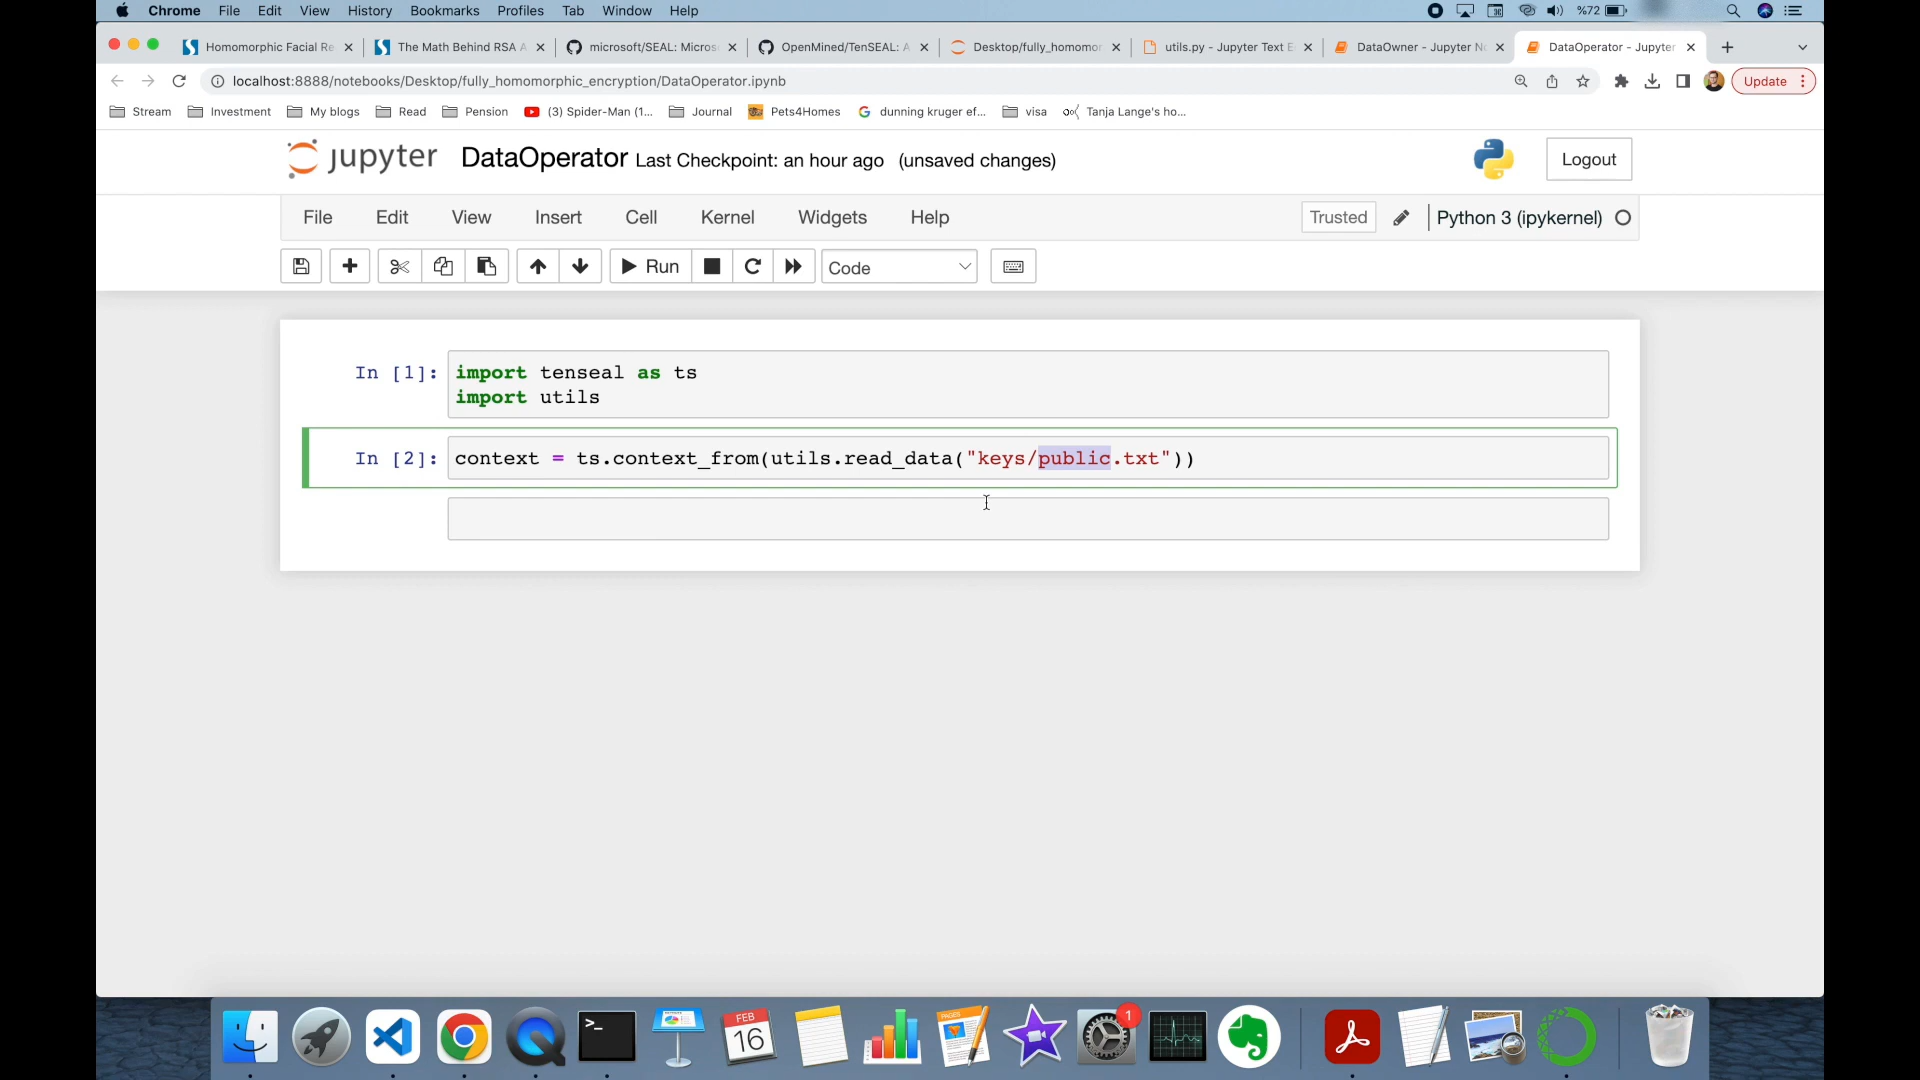 Chrome File Edit View History Bookmarks Profiles Tab Window Help %72
Homomorphic Facial Re The Math Behind RSA A microsoft/SEAL: Micros OpenMined/TenSEAL: A Desktop/fully_homomor utils.py - Jupyter Text E DataOwner - Jupyter N DataOperator - Jupyter
localhost:8888/notebooks/Desktop/fully_homomorphic_encryption/DataOperator.ipynb Update
Stream Investment My blogs Read Pension (3) Spider-Man (1... Journal Pets4Homes dunning kruger ef... visa Tanja Lange's ho...
jupyter DataOperator Last Checkpoint: an hour ago (unsaved changes) Logout
File Edit View Insert Cell Kernel Widgets Help Trusted Python 3 (ipykernel)
Run Code
In [1]: import tenseal as ts
import utils
In [2]: context = ts.context_from(utils.read_data("keys/public.txt"))
FEB
16
PAGES
1